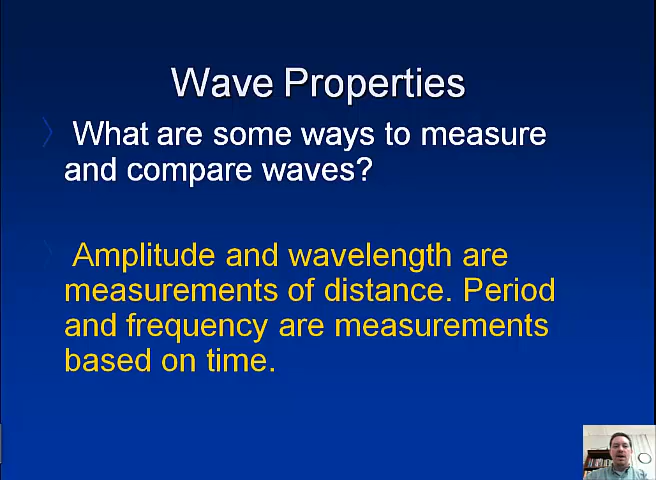 Wave Properties
What are some ways to measure
and compare waves?
Amplitude and wavelength are
measurements of distance. Period
and frequency are measurements
based on time.